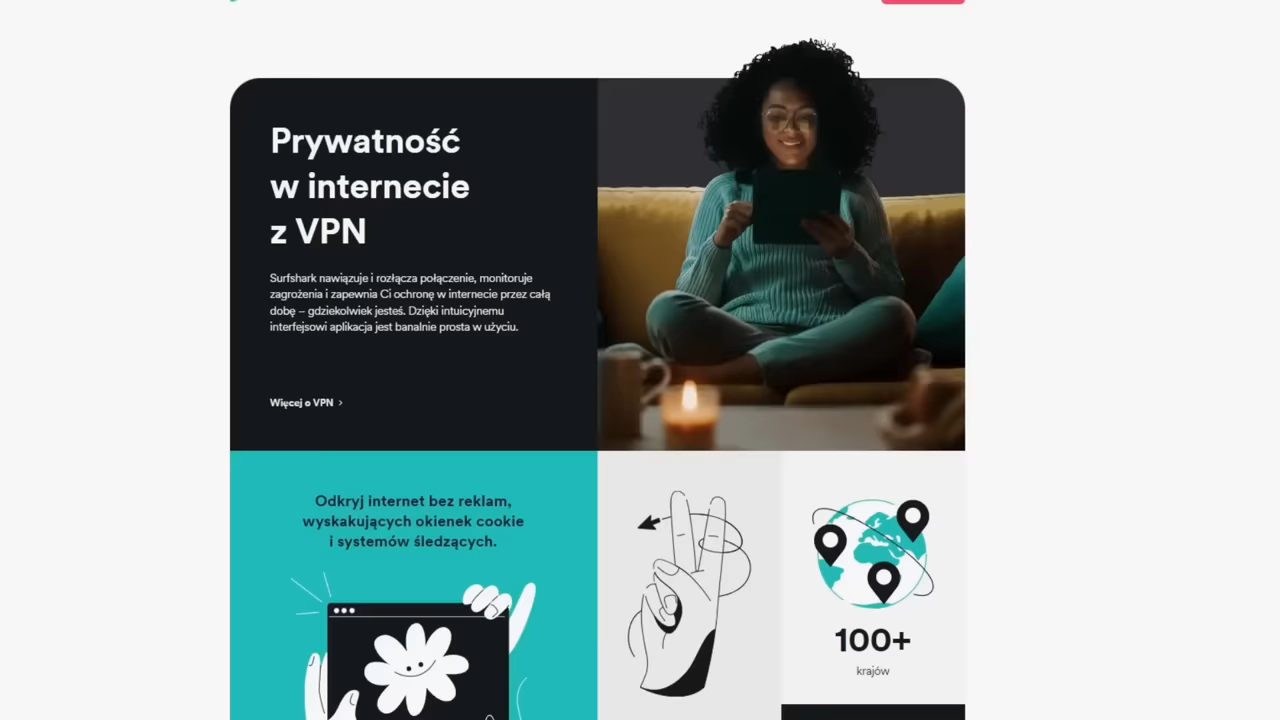 Prywatność
w internecie
z VPN
Surfshark nawiązuje i rozłącza połączenie, monitoruje
zagrożenia i zapewnia Ci ochronę w internecie przez całą
dobę – gdziekolwiek jesteś. Dzięki intuicyjnemu
interfejsowi aplikacja jest banalnie prosta w użyciu.
Więcej o VPN >
Odkryj internet bez reklam,
wyskakujących okienek cookie
i systemów śledzących.
100+
krajów